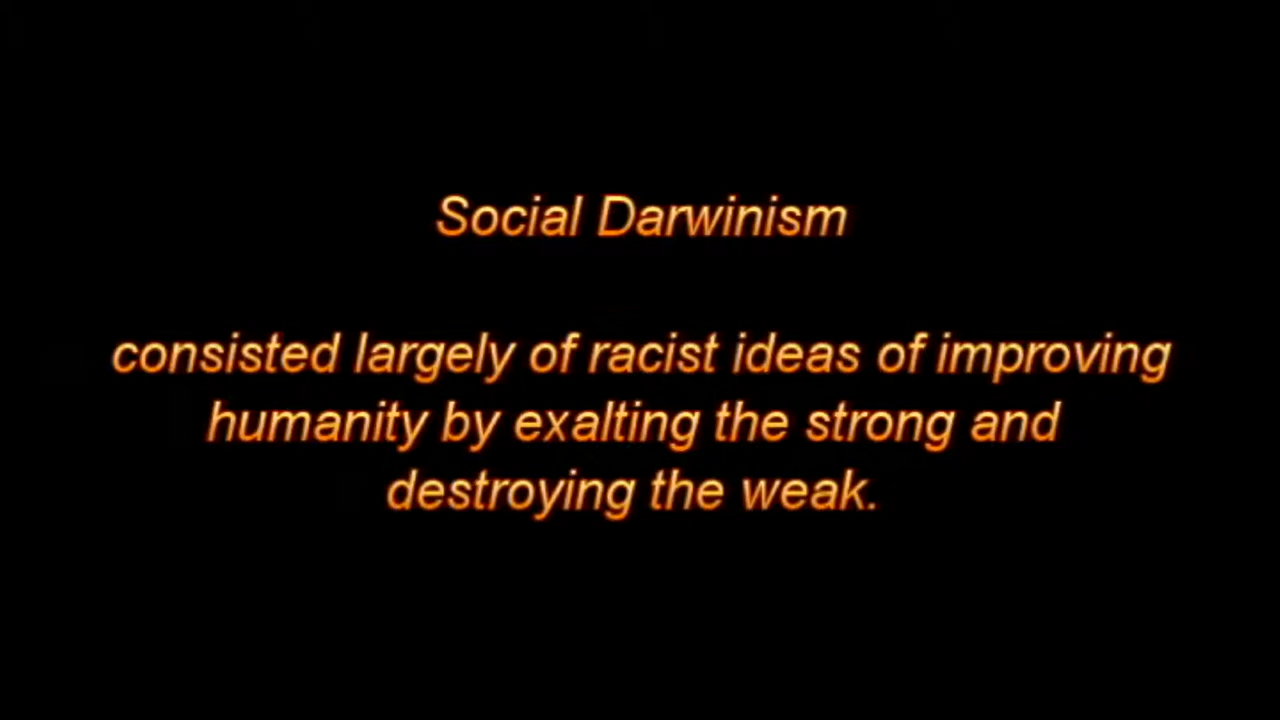 Social Darwinism
consisted largely of racist ideas of improving
humanity by exalting the strong and
destroying the weak.